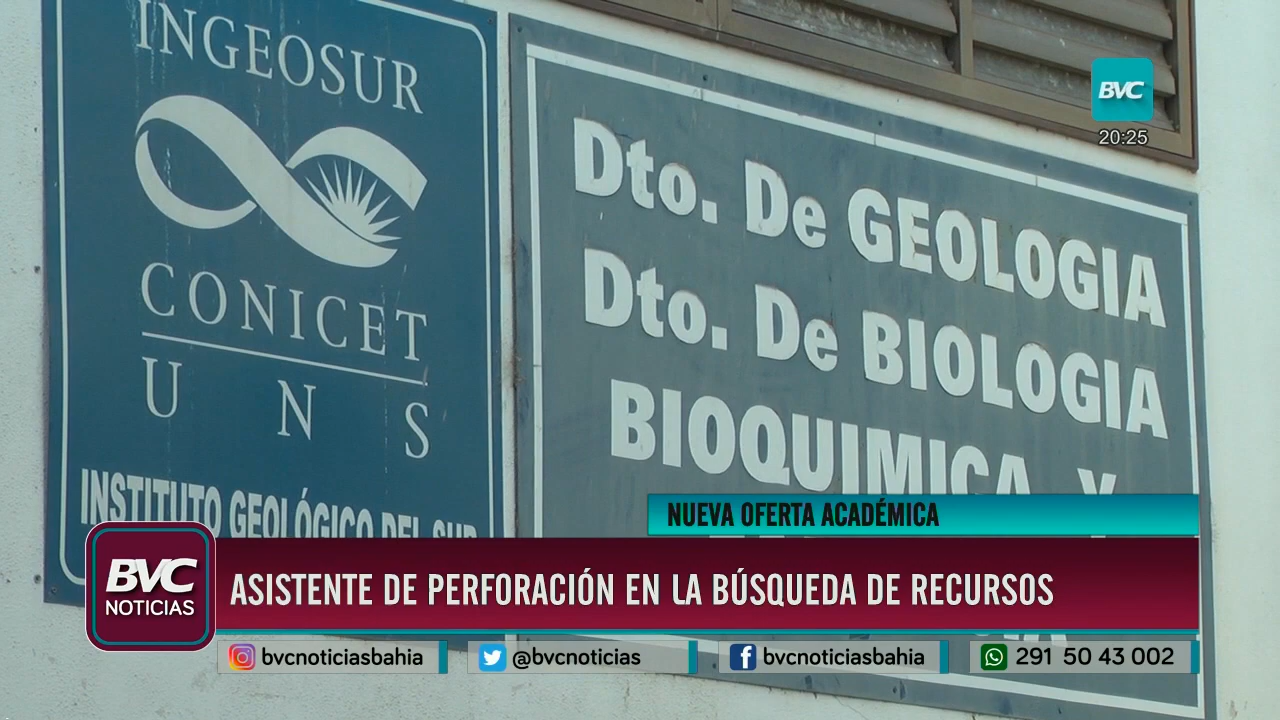 INGEOSUR
CONICET
UNS
INSTITUTO GEOLÓGICO DEL SUR
Dto. De GEOLOGIA
Dto. De BIOLOGIA
BIOQUIMICA Y
BVC
20:25
NUEVA OFERTA ACADÉMICA
BVC
NOTICIAS
ASISTENTE DE PERFORACIÓN EN LA BÚSQUEDA DE RECURSOS
bvcnoticiasbahia
@bvcnoticias
bvcnoticiasbahia
291 50 43 002